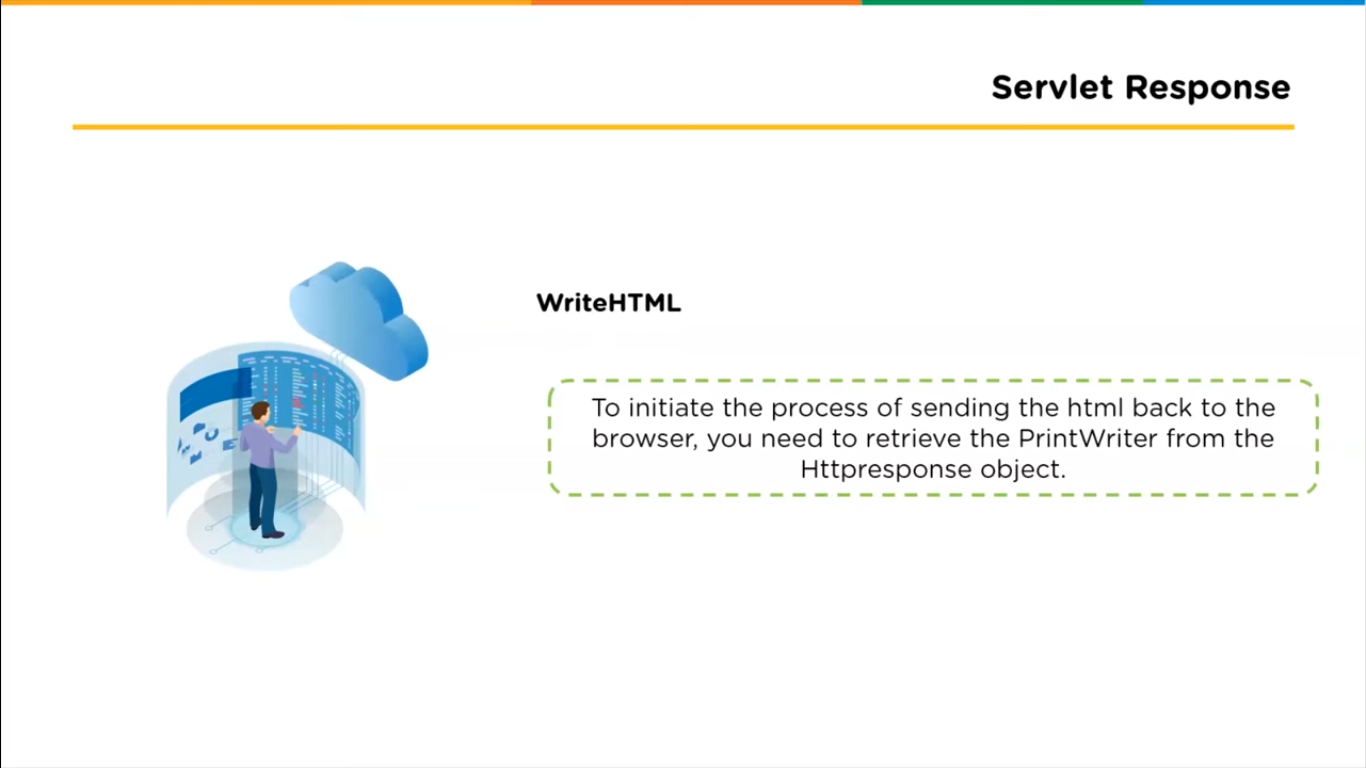 Servlet Response
WriteHTML
To initiate the process of sending the html back to the
browser, you need to retrieve the PrintWriter from the
Httpresponse object.